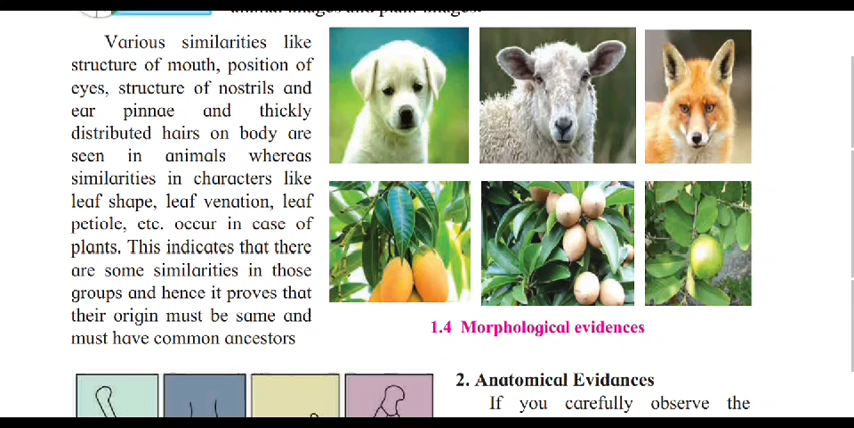 Various similarities like
structure of mouth, position of
eyes, structure of nostrils and
ear pinnae and thickly
distributed hairs on body are
seen in animals whereas
similarities in characters like
leaf shape, leaf venation, leaf
petiole, etc. occur in case of
plants. This indicates that there
are some similarities in those
groups and hence it proves that
their origin must be same and
must have common ancestors
1.4 Morphological evidences
2. Anatomical Evidances
If you carefully observe the